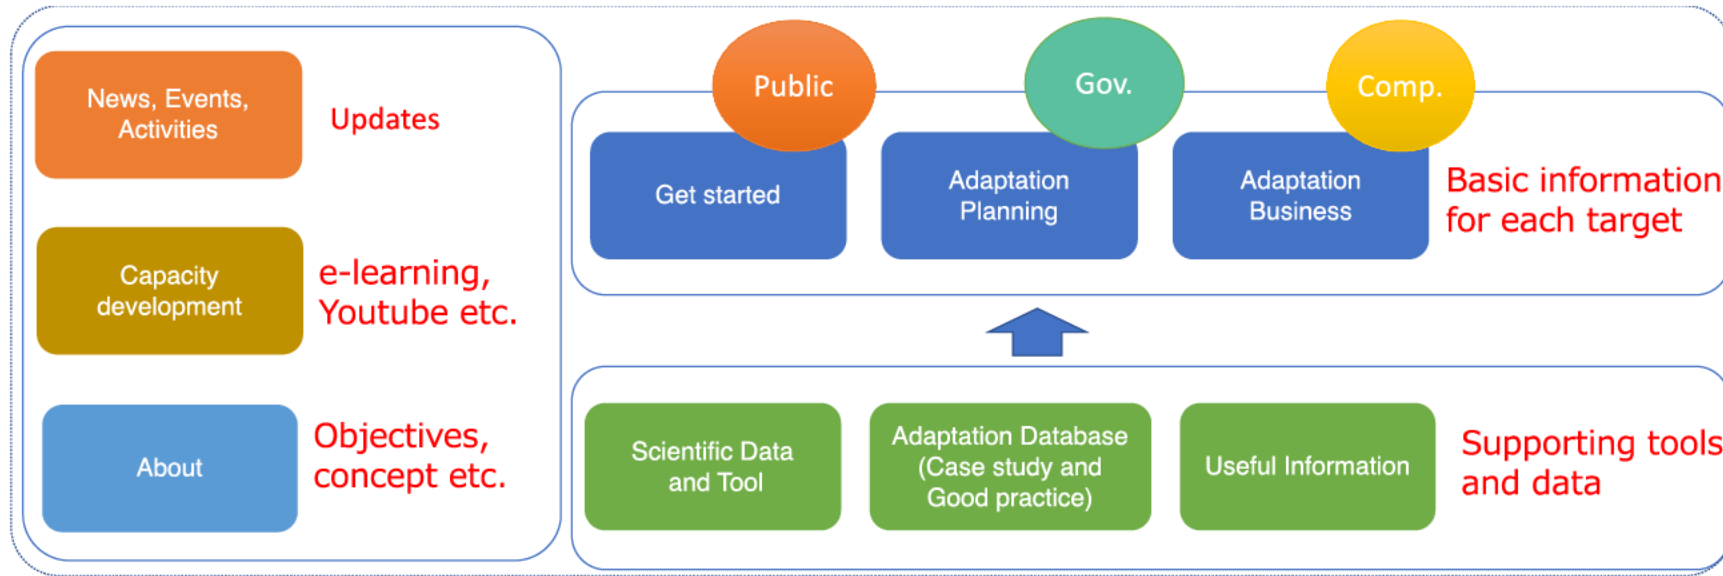 News, Events,
Activities
Updates
Capacity
development
e-learning,
Youtube etc.
About
Objectives,
concept etc.
Public
Gov.
Comp.
Get started
Adaptation
Planning
Adaptation
Business
Basic information
for each target
Scientific Data
and Tool
Adaptation Database
(Case study and
Good practice)
Useful Information
Supporting tools
and data